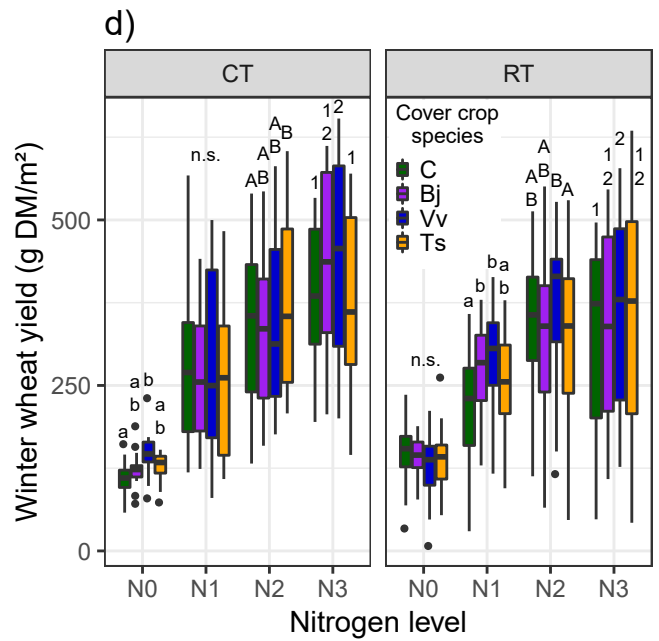 d)
CT
RT
Winter wheat yield (g DM/m²)
500
250
0
a
a
b
b
a
b
n.s.
A
A
B
A
B
B
1
1
2
2
1
Cover crop
species
C
Bj
Vv
Ts
n.s.
a
b
b
a
b
A
B
A
B
B
A
1
1
2
2
1
2
N0
N1
N2
N3
N0
N1
N2
N3
Nitrogen level